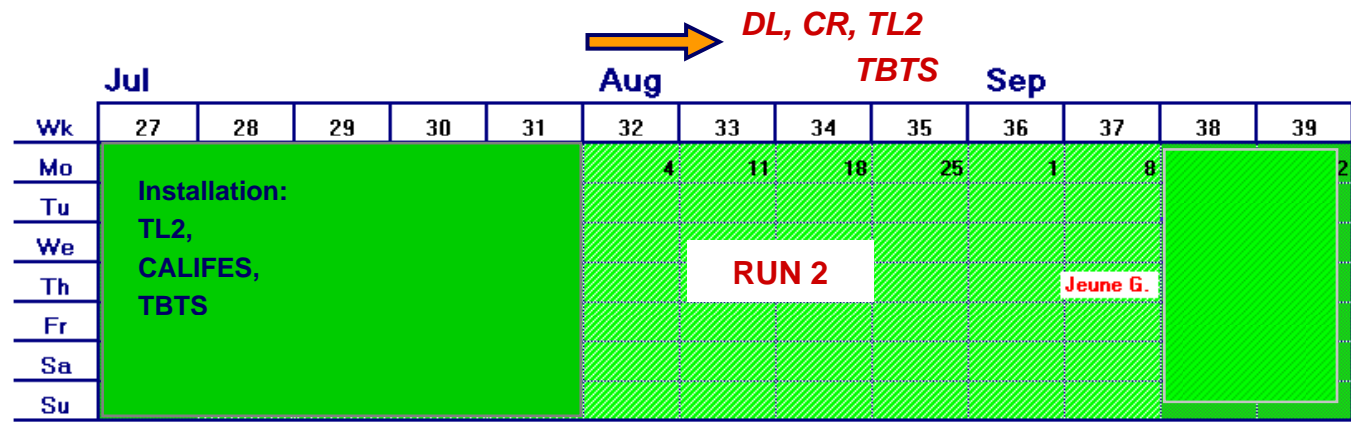 DL, CR, TL2
TBTS
Jul Aug Sep
Wk 27 28 29 30 31 32 33 34 35 36 37 38 39
Mo 4 11 18 25 1 8 2
Installation:
Tu
TL2,
We
CALIFES,
RUN 2
Th Jeune G.
TBTS
Fr
Sa
Su